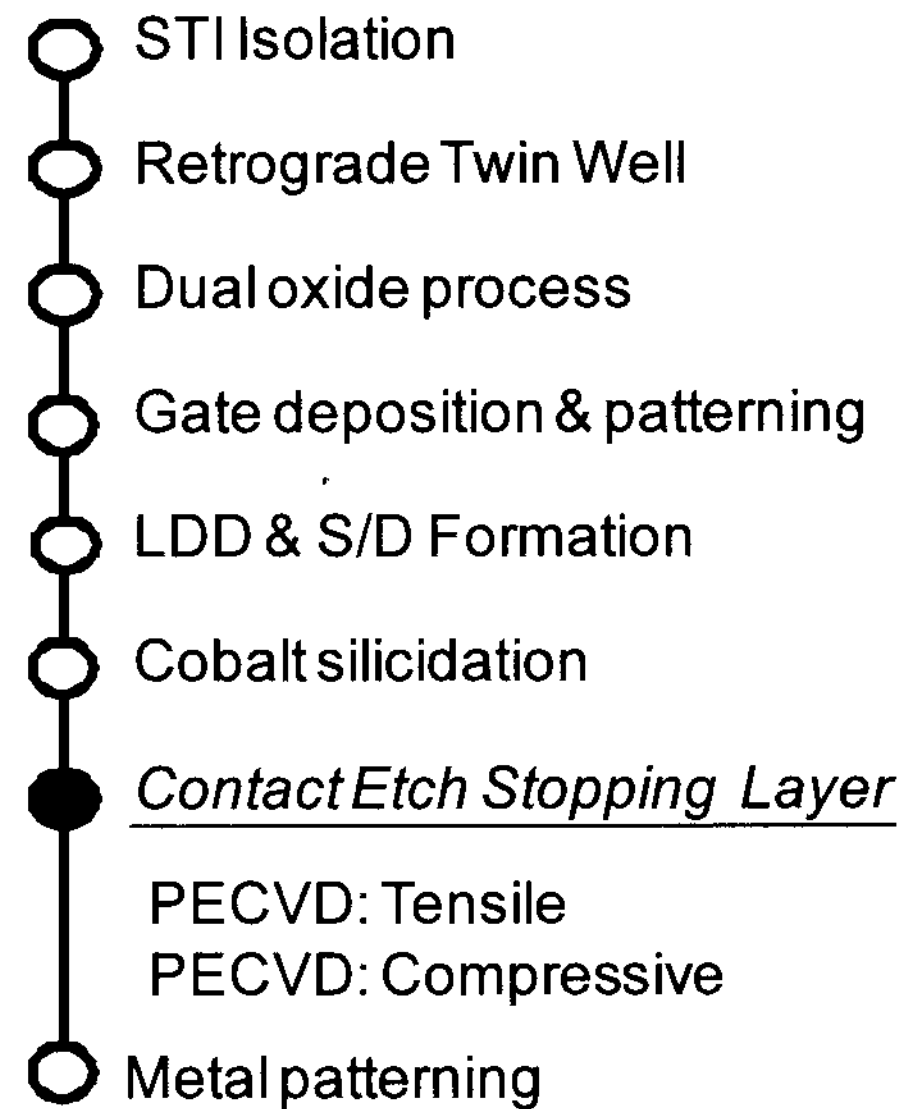 STI Isolation
Retrograde Twin Well
Dual oxide process
Gate deposition & patterning
LDD & S/D Formation
Cobalt silicidation
Contact Etch Stopping Layer
PECVD: Tensile
PECVD: Compressive
Metal patterning